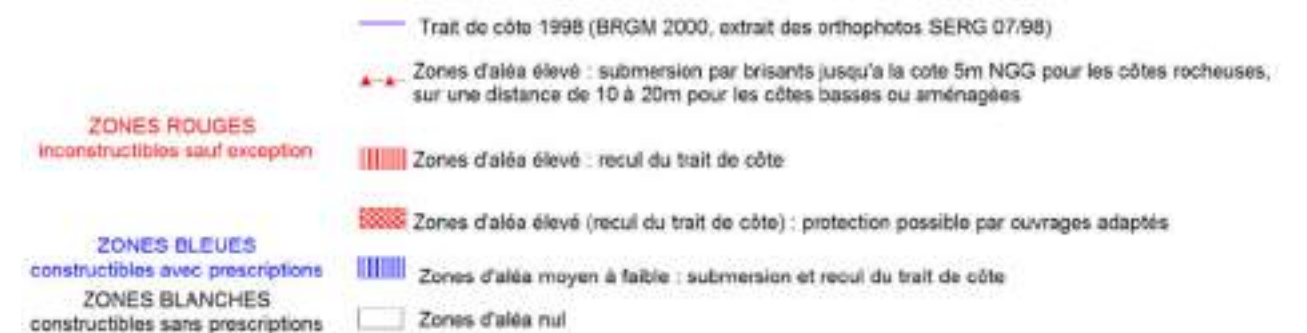 Trait de côte 1998 (BRGM 2000, extrait des orthophotos SERG 07/98)
Zones d'aléa élevé : submersion par brisants jusqu'a la cote 5m NGG pour les côtes rocheuses,
sur une distance de 10 à 20m pour les côtes basses ou aménagées
ZONES ROUGES
inconstructibles sauf exception
Zones d'aléa élevé : recul du trait de côte
Zones d'aléa élevé (recul du trait de côte) : protection possible par ouvrages adaptés
ZONES BLEUES
constructibles avec prescriptions
Zones d'aléa moyen à faible : submersion et recul du trait de côte
ZONES BLANCHES
constructibles sans prescriptions
Zones d'aléa nul